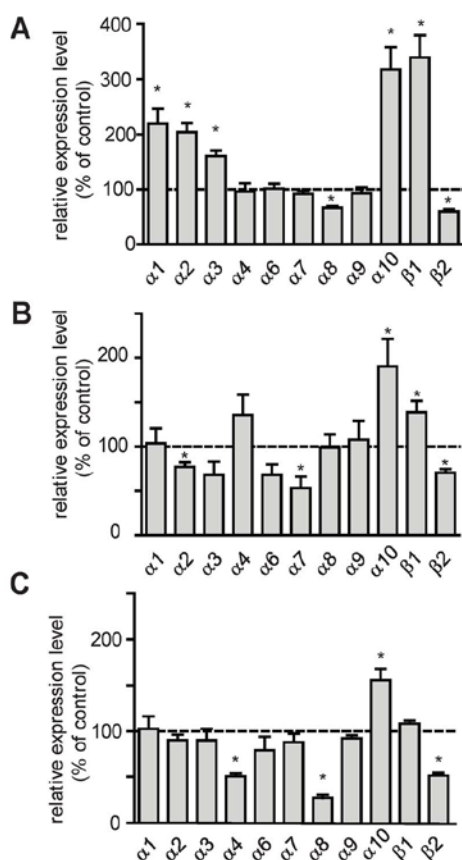 A
relative expression level
(% of control)
400
300
200
100
0
* * * * * * *
α1 α2 α3 α4 α6 α7 α8 α9 α10 β1 β2
B
relative expression level
(% of control)
200
100
0
* * * * *
α1 α2 α3 α4 α6 α7 α8 α9 α10 β1 β2
C
relative expression level
(% of control)
200
100
50
0
* * * *
α1 α2 α3 α4 α6 α7 α8 α9 α10 β1 β2